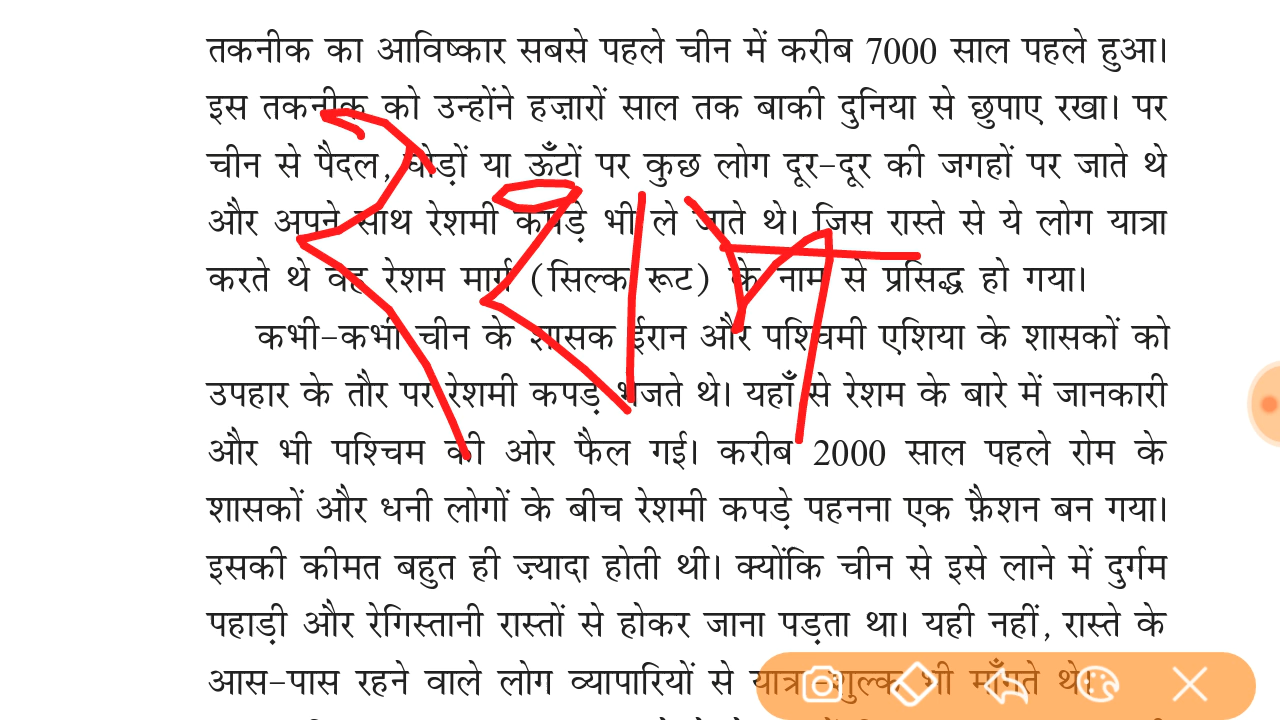 तकनीक का आविष्कार सबसे पहले चीन में करीब 7000 साल पहले हुआ।
इस तकनीक को उन्होंने हज़ारों साल तक बाकी दुनिया से छुपाए रखा। पर
चीन से पैदल, घोड़ों या ऊँटों पर कुछ लोग दूर-दूर की जगहों पर जाते थे
और अपने साथ रेशमी कपड़े भी ले जाते थे। जिस रास्ते से ये लोग यात्रा
करते थे वह रेशम मार्ग (सिल्क रूट) के नाम से प्रसिद्ध हो गया।
कभी-कभी चीन के शासक ईरान और पश्चिमी एशिया के शासकों को
उपहार के तौर पर रेशमी कपड़े भेजते थे। यहाँ से रेशम के बारे में जानकारी
और भी पश्चिम की ओर फैल गई। करीब 2000 साल पहले रोम के
शासकों और धनी लोगों के बीच रेशमी कपड़े पहनना एक फ़ैशन बन गया।
इसकी कीमत बहुत ही ज़्यादा होती थी। क्योंकि चीन से इसे लाने में दुर्गम
पहाड़ी और रेगिस्तानी रास्तों से होकर जाना पड़ता था। यही नहीं, रास्ते के
आस-पास रहने वाले लोग व्यापारियों से यात्रा-शुल्क भी माँगते थे।